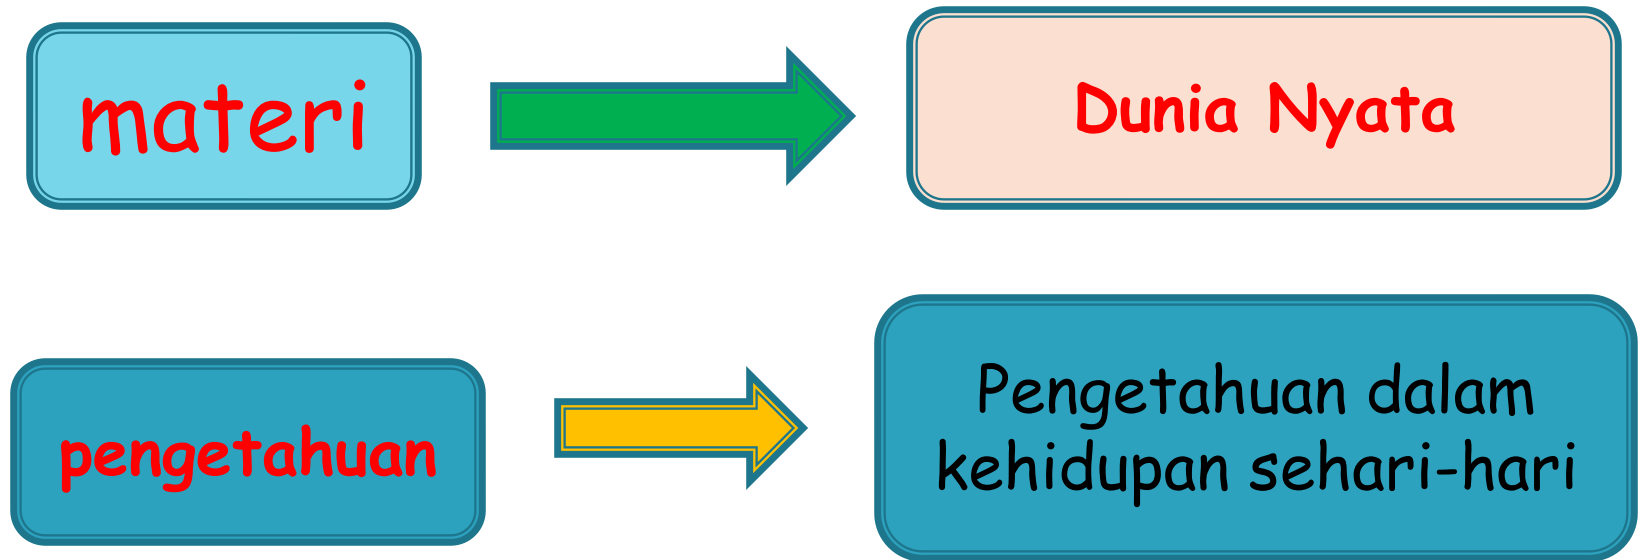 materi
Dunia Nyata
pengetahuan
Pengetahuan dalam
kehidupan sehari-hari